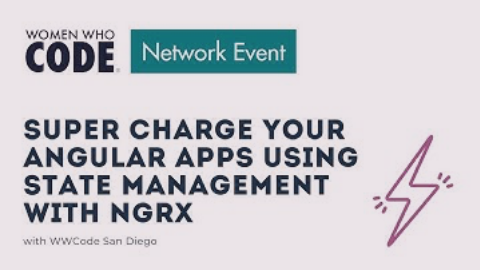 WOMEN WHO
CODE
Network Event
SUPER CHARGE YOUR
ANGULAR APPS USING
STATE MANAGEMENT
WITH NGRX
with WWCode San Diego